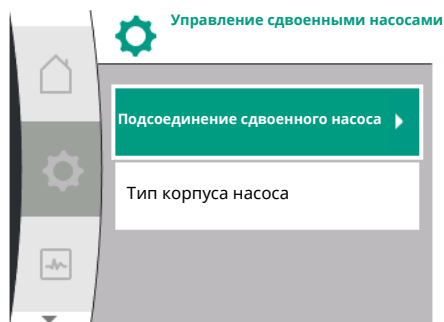 Управление сдвоенными насосами
Подсоединение сдвоенного насоса
Тип корпуса насоса